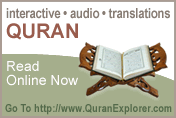 interactive • audio • translations
QURAN
Read
Online Now
Go To http://www.QuranExplorer.com